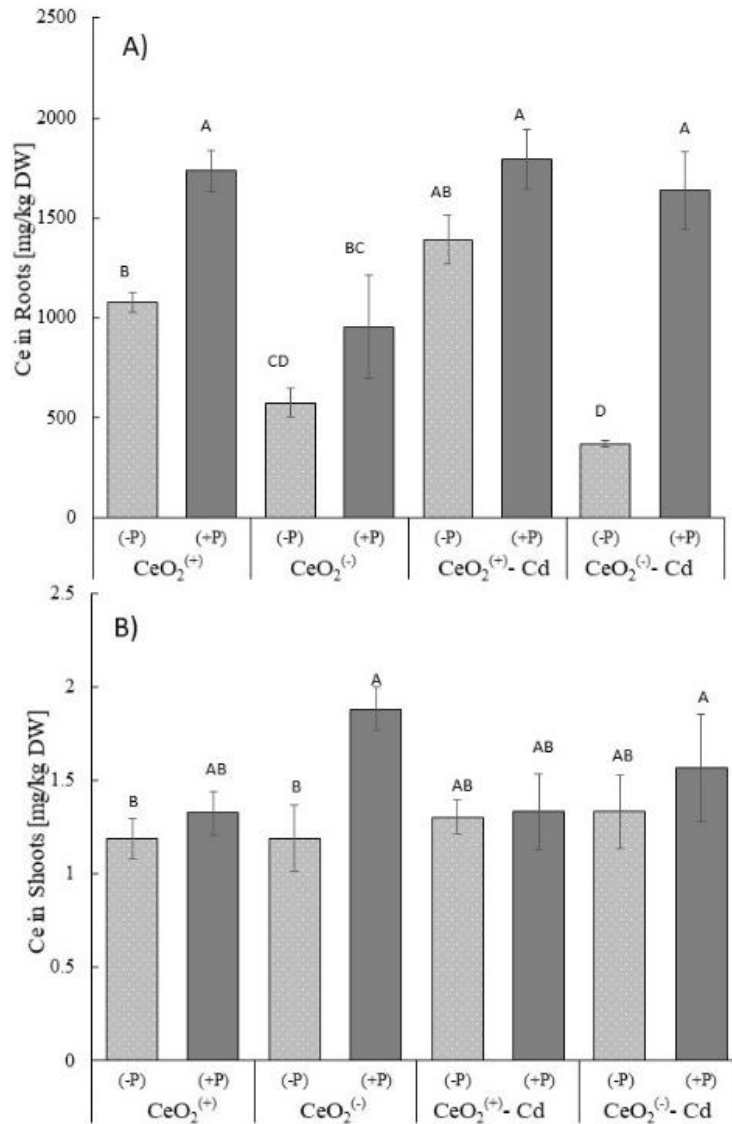 A)
Ce in Roots [mg/kg DW]
2500
2000
1500
1000
500
0
B
A
CD
BC
AB
A
D
A
(-P) (+P) (-P) (+P) (-P) (+P) (-P) (+P)
CeO₂⁽⁺⁾ CeO₂⁽⁻⁾ CeO₂⁽⁺⁾- Cd CeO₂⁽⁻⁾- Cd
B)
Ce in Shoots [mg/kg DW]
2.5
2
1.5
1
0.5
0
B
AB
B
A
AB
AB
AB
A
(-P) (+P) (-P) (+P) (-P) (+P) (-P) (+P)
CeO₂⁽⁺⁾ CeO₂⁽⁻⁾ CeO₂⁽⁺⁾- Cd CeO₂⁽⁻⁾- Cd